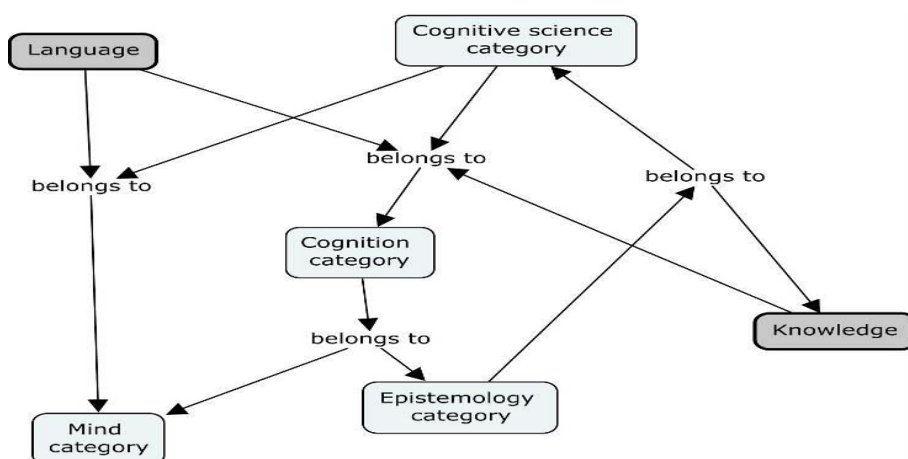 Language
Cognitive science
category
belongs to
belongs to
belongs to
Cognition
category
Knowledge
belongs to
Epistemology
category
Mind
category